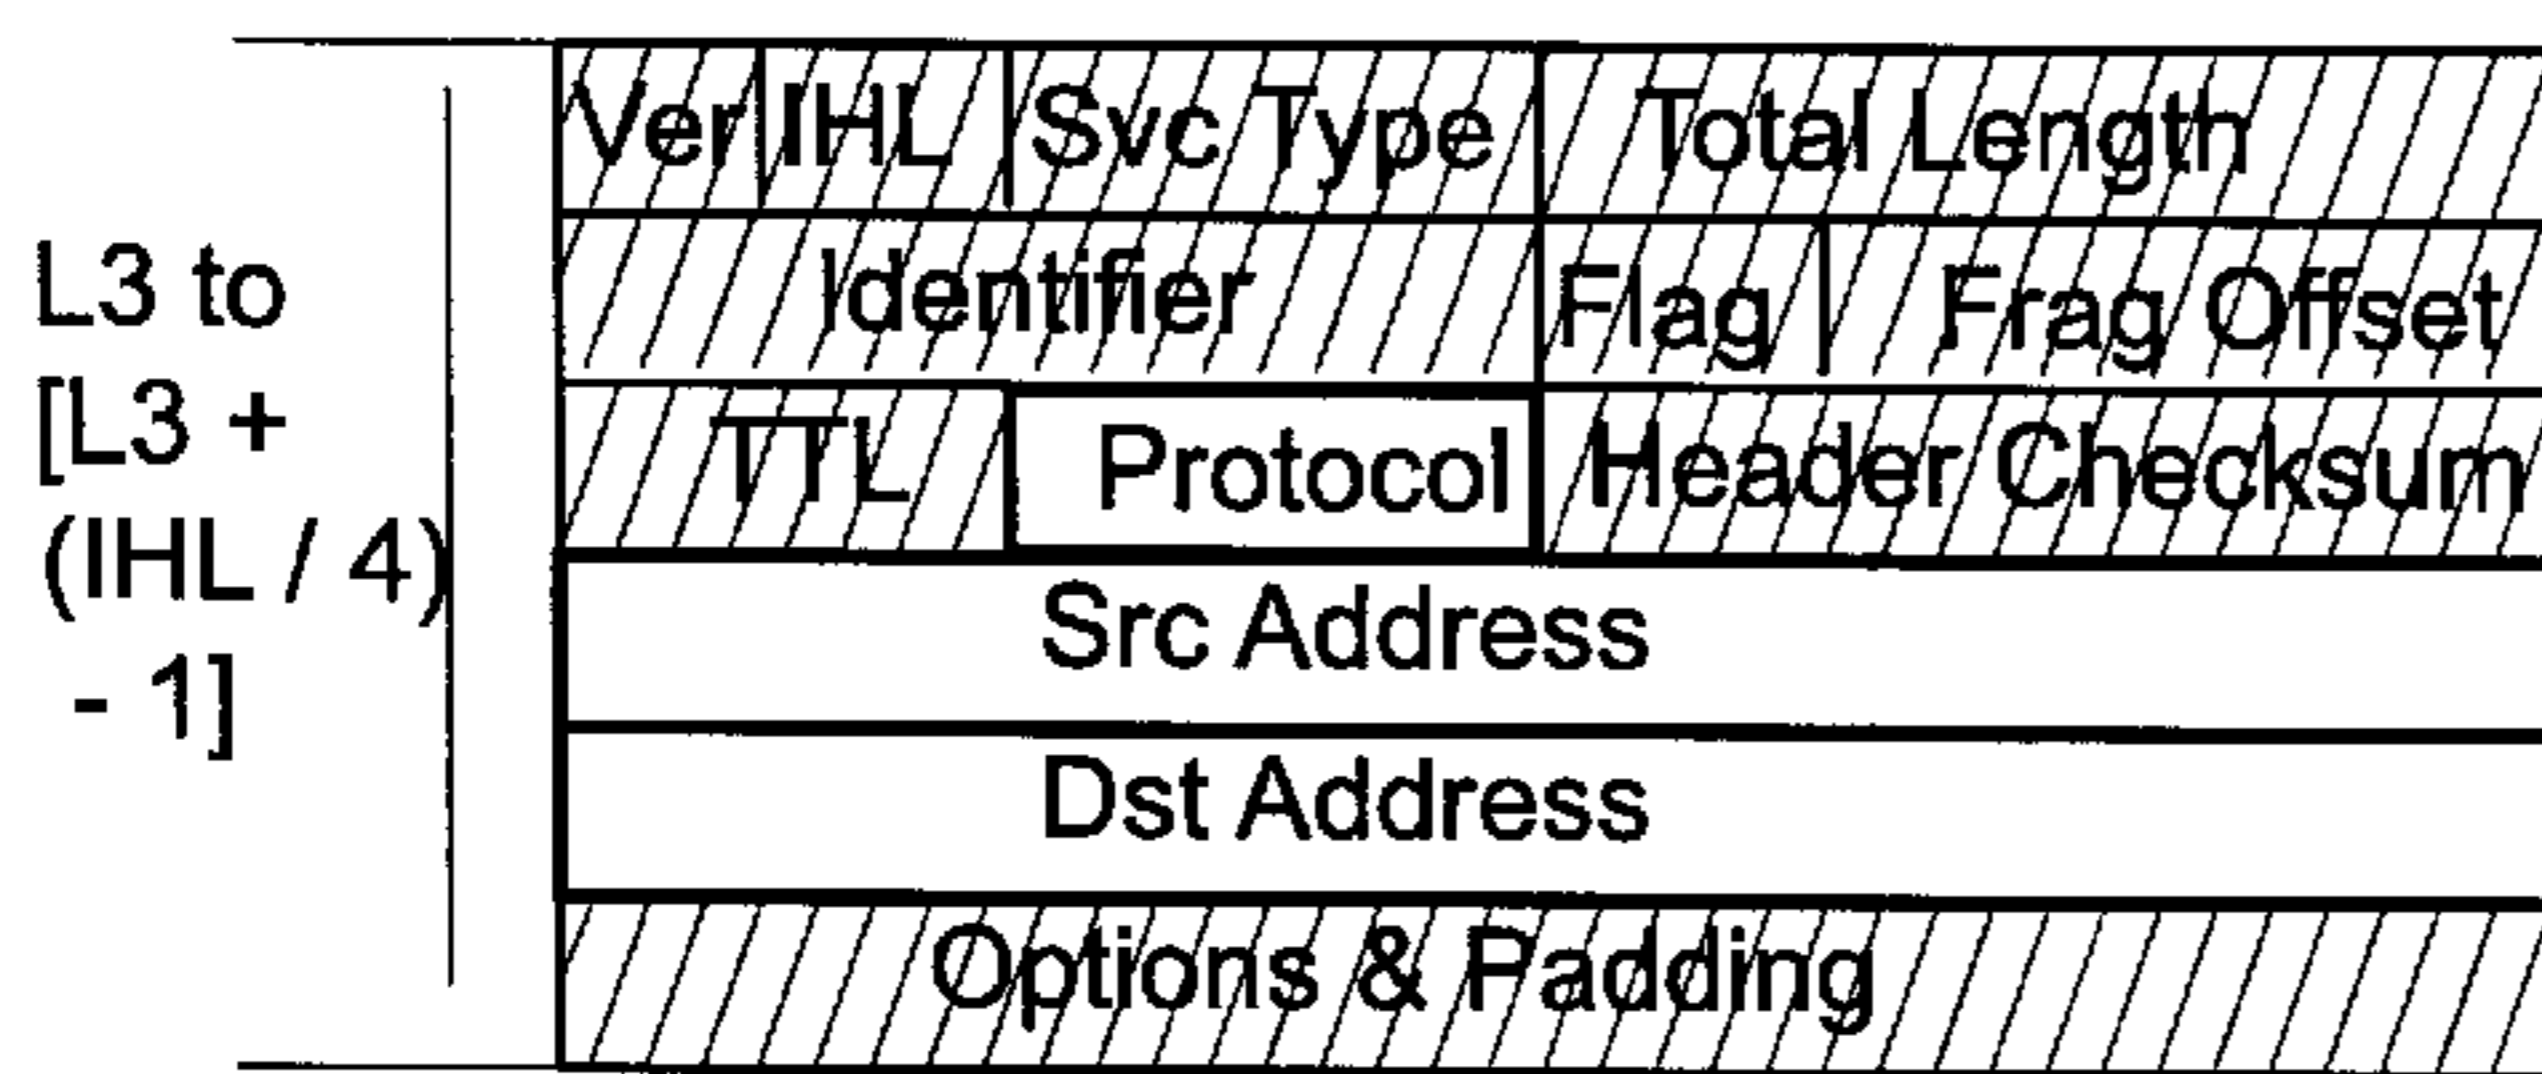 Ver IHL Svc Type Total Length
Identifier Flag Frag Offset
TTL Protocol Header Checksum
Src Address
Dst Address
Options & Padding
L3 to
[L3 +
(IHL / 4)
- 1]